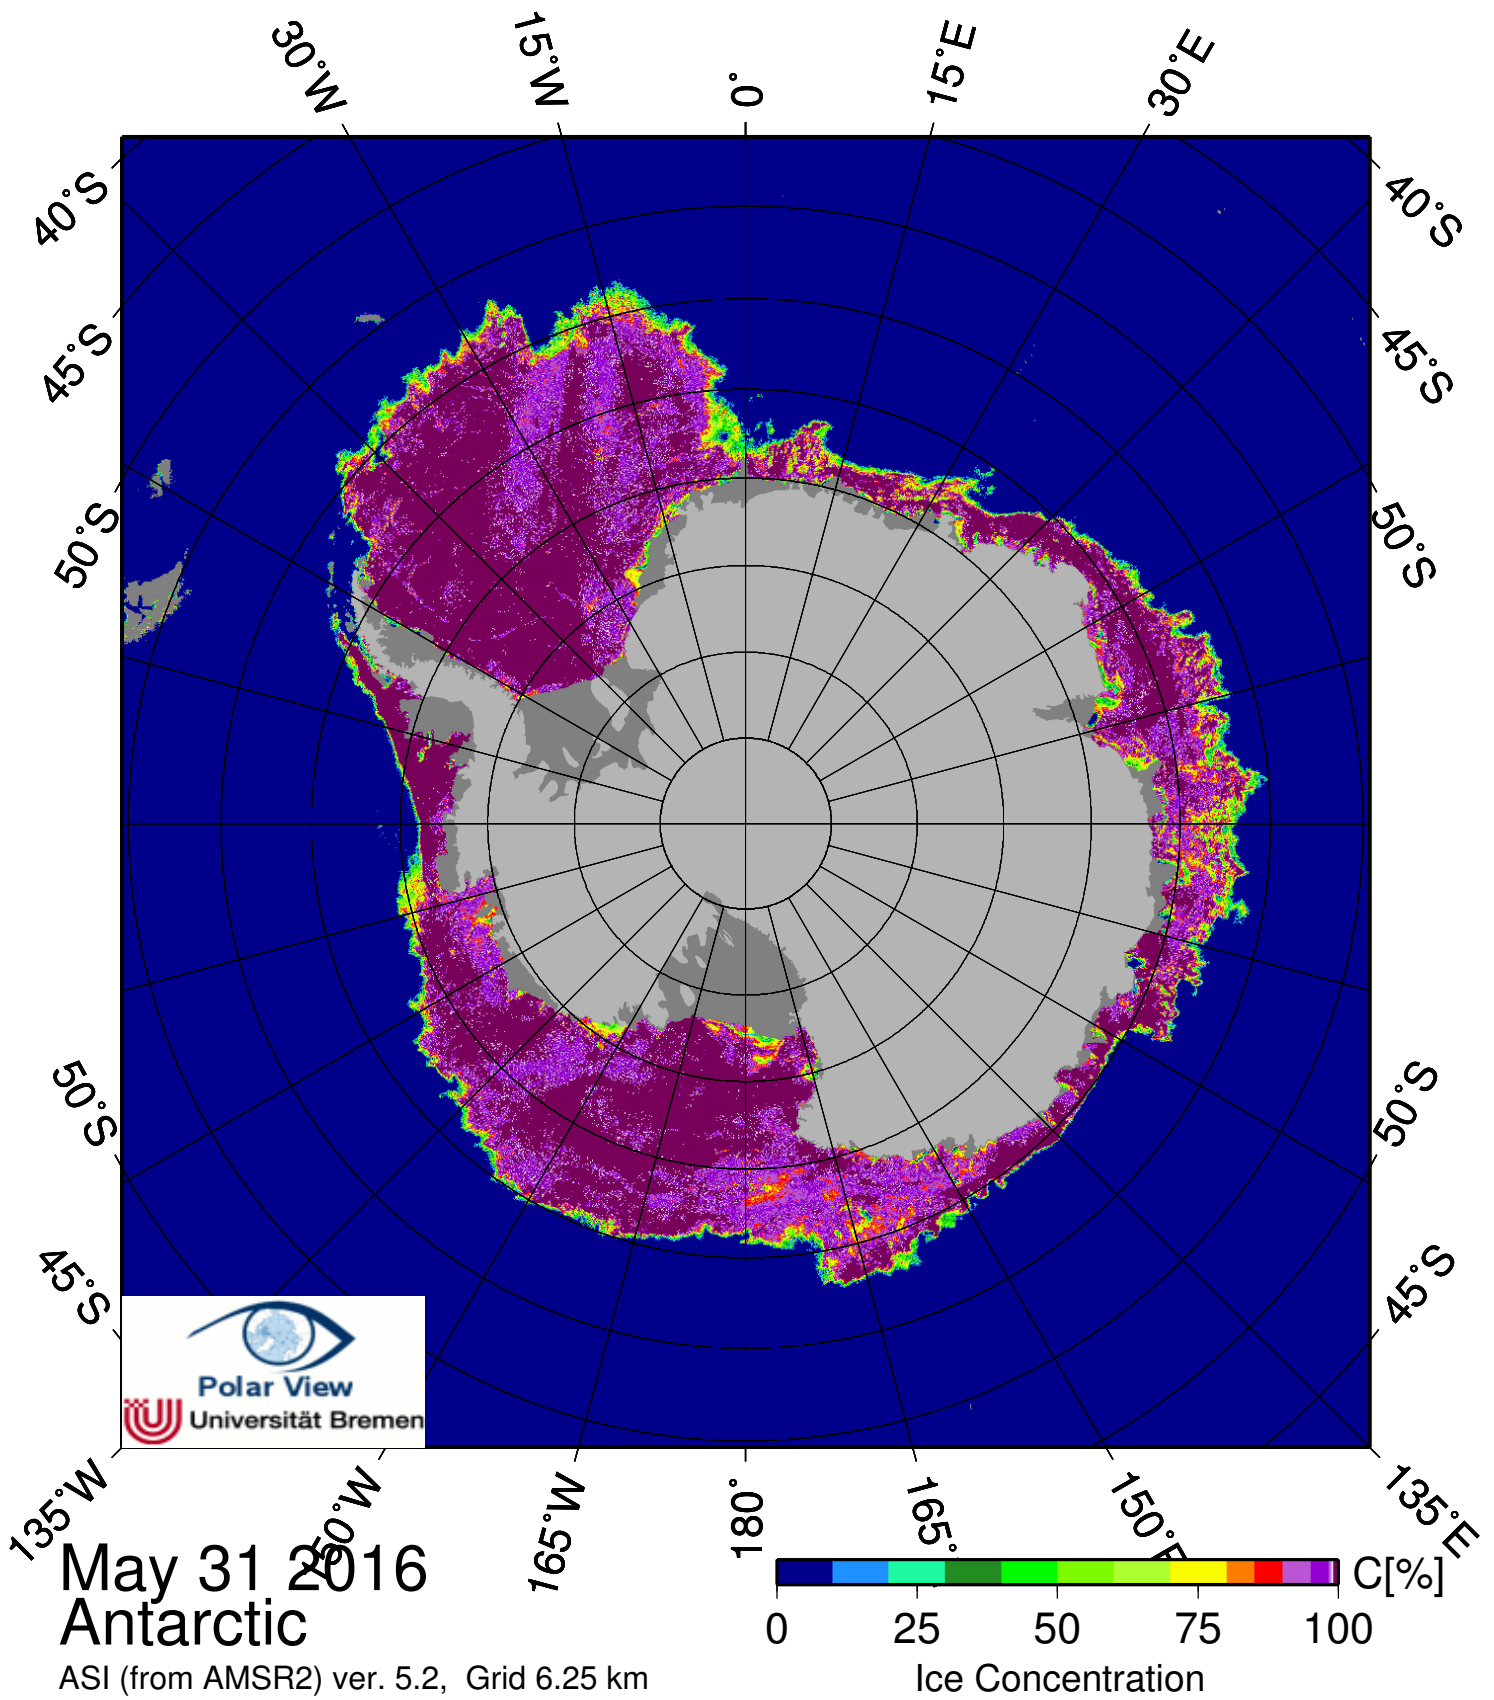 30°W 15°W 0° 15°E 30°E
40°S 40°S
45°S 45°S
50°S 50°S
50°S 50°S
45°S 45°S
Polar View
Universität Bremen
135°W 150°W 165°W 180° 165° 150°E 135°E
May 31 2016
Antarctic
ASI (from AMSR2) ver. 5.2, Grid 6.25 km
C[%]
0 25 50 75 100
Ice Concentration